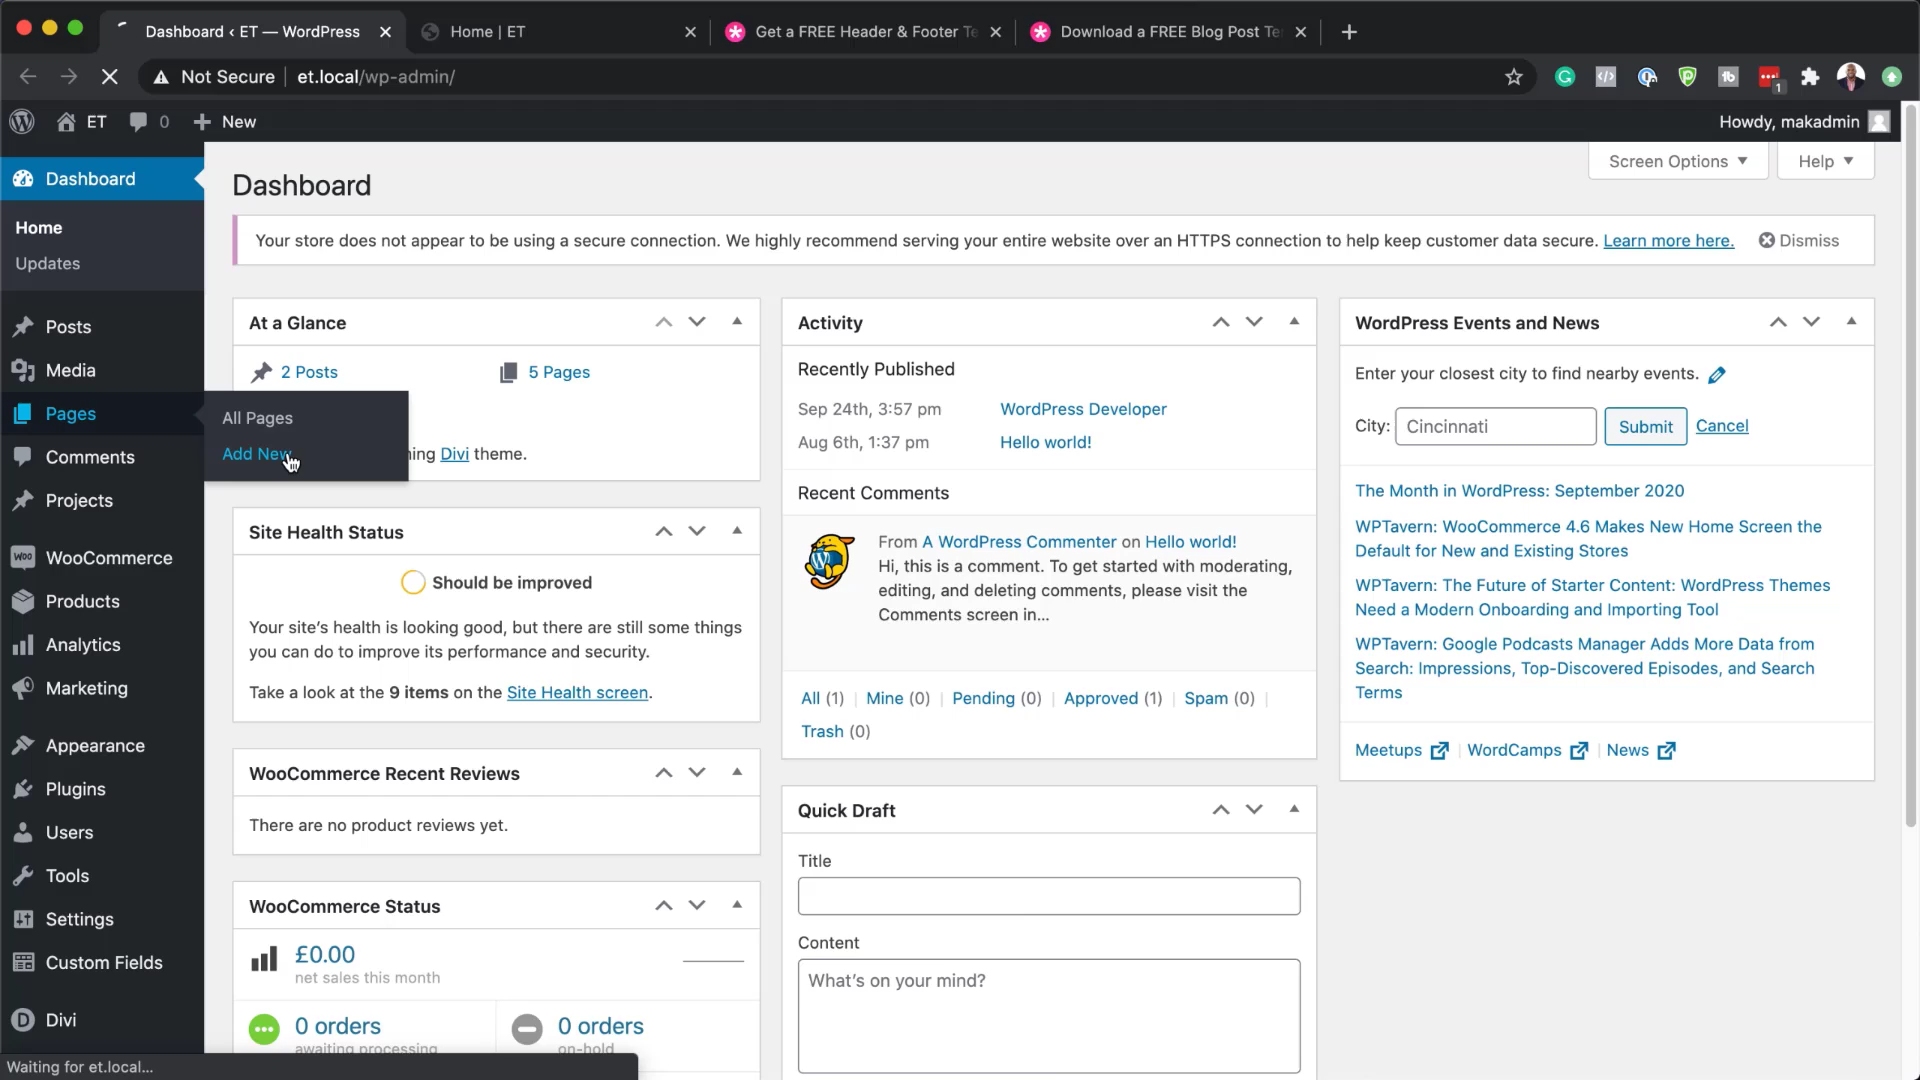 Dashboard ‹ ET — WordPress
Home | ET
Get a FREE Header & Footer Te
Download a FREE Blog Post Te
Not Secure
et.local/wp-admin/
1
ET
0
New
Howdy, makadmin
Dashboard
Home
Updates
Posts
Media
Pages
Comments
Projects
WooCommerce
Products
Analytics
Marketing
Appearance
Plugins
Users
Tools
Settings
Custom Fields
Divi
All Pages
Add New
Screen Options
Help
Dashboard
Your store does not appear to be using a secure connection. We highly recommend serving your entire website over an HTTPS connection to help keep customer data secure. Learn more here.
Dismiss
At a Glance
2 Posts
5 Pages
ning Divi theme.
Site Health Status
Should be improved
Your site's health is looking good, but there are still some things
you can do to improve its performance and security.
Take a look at the 9 items on the Site Health screen.
WooCommerce Recent Reviews
There are no product reviews yet.
WooCommerce Status
£0.00
net sales this month
0 orders
awaiting processing
0 orders
on-hold
Activity
Recently Published
Sep 24th, 3:57 pm
WordPress Developer
Aug 6th, 1:37 pm
Hello world!
Recent Comments
From A WordPress Commenter on Hello world!
Hi, this is a comment. To get started with moderating,
editing, and deleting comments, please visit the
Comments screen in…
All (1) | Mine (0) | Pending (0) | Approved (1) | Spam (0) |
Trash (0)
Quick Draft
Title
Content
What's on your mind?
WordPress Events and News
Enter your closest city to find nearby events.
City:
Cincinnati
Submit
Cancel
The Month in WordPress: September 2020
WPTavern: WooCommerce 4.6 Makes New Home Screen the
Default for New and Existing Stores
WPTavern: The Future of Starter Content: WordPress Themes
Need a Modern Onboarding and Importing Tool
WPTavern: Google Podcasts Manager Adds More Data from
Search: Impressions, Top-Discovered Episodes, and Search
Terms
Meetups | WordCamps | News
Waiting for et.local...